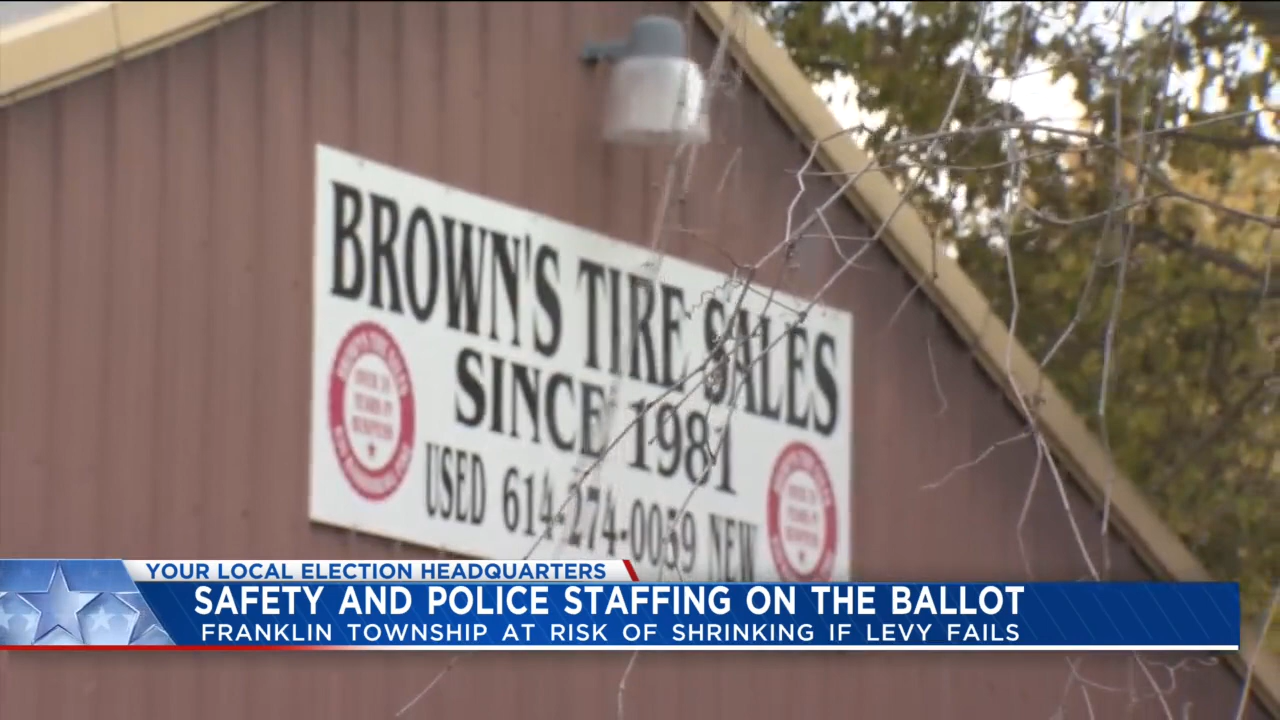 BROWN'S TIRE SALES
SINCE 1981
USED 614-274-0059 NEW
YOUR LOCAL ELECTION HEADQUARTERS
SAFETY AND POLICE STAFFING ON THE BALLOT
FRANKLIN TOWNSHIP AT RISK OF SHRINKING IF LEVY FAILS